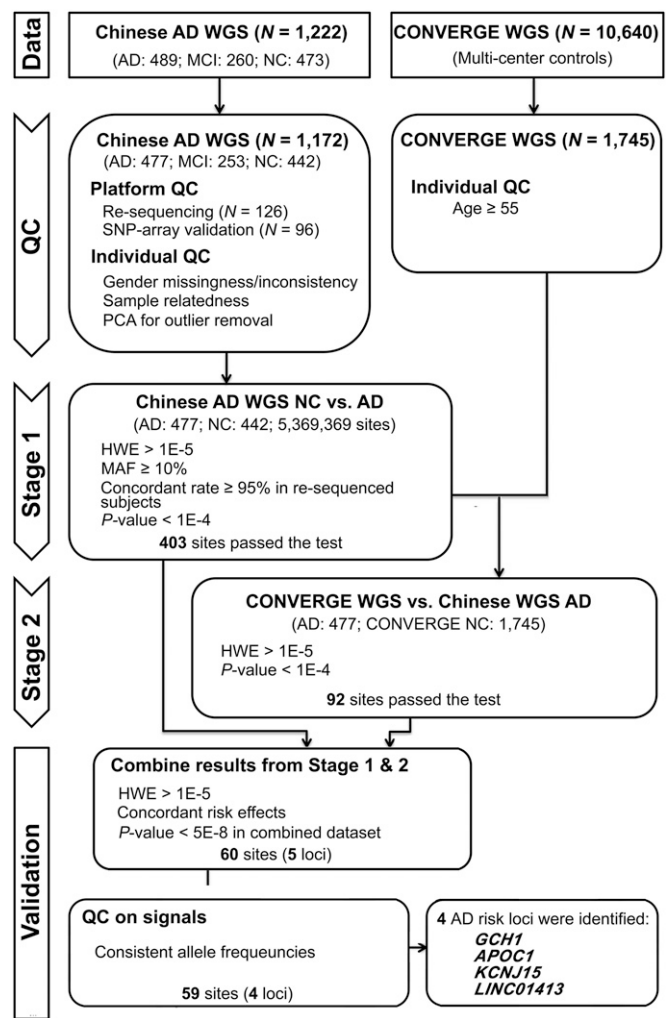 Data
Chinese AD WGS (N = 1,222)
(AD: 489; MCI: 260; NC: 473)
CONVERGE WGS (N = 10,640)
(Multi-center controls)
QC
Chinese AD WGS (N = 1,172)
(AD: 477; MCI: 253; NC: 442)
Platform QC
Re-sequencing (N = 126)
SNP-array validation (N = 96)
Individual QC
Gender missingness/inconsistency
Sample relatedness
PCA for outlier removal
CONVERGE WGS (N = 1,745)
Individual QC
Age ≥ 55
Stage 1
Chinese AD WGS NC vs. AD
(AD: 477; NC: 442; 5,369,369 sites)
HWE > 1E-5
MAF ≥ 10%
Concordant rate ≥ 95% in re-sequenced
subjects
P-value < 1E-4
403 sites passed the test
Stage 2
CONVERGE WGS vs. Chinese WGS AD
(AD: 477; CONVERGE NC: 1,745)
HWE > 1E-5
P-value < 1E-4
92 sites passed the test
Validation
Combine results from Stage 1 & 2
HWE > 1E-5
Concordant risk effects
P-value < 5E-8 in combined dataset
60 sites (5 loci)
QC on signals
Consistent allele frequeuncies
59 sites (4 loci)
4 AD risk loci were identified:
GCH1
APOC1
KCNJ15
LINC01413